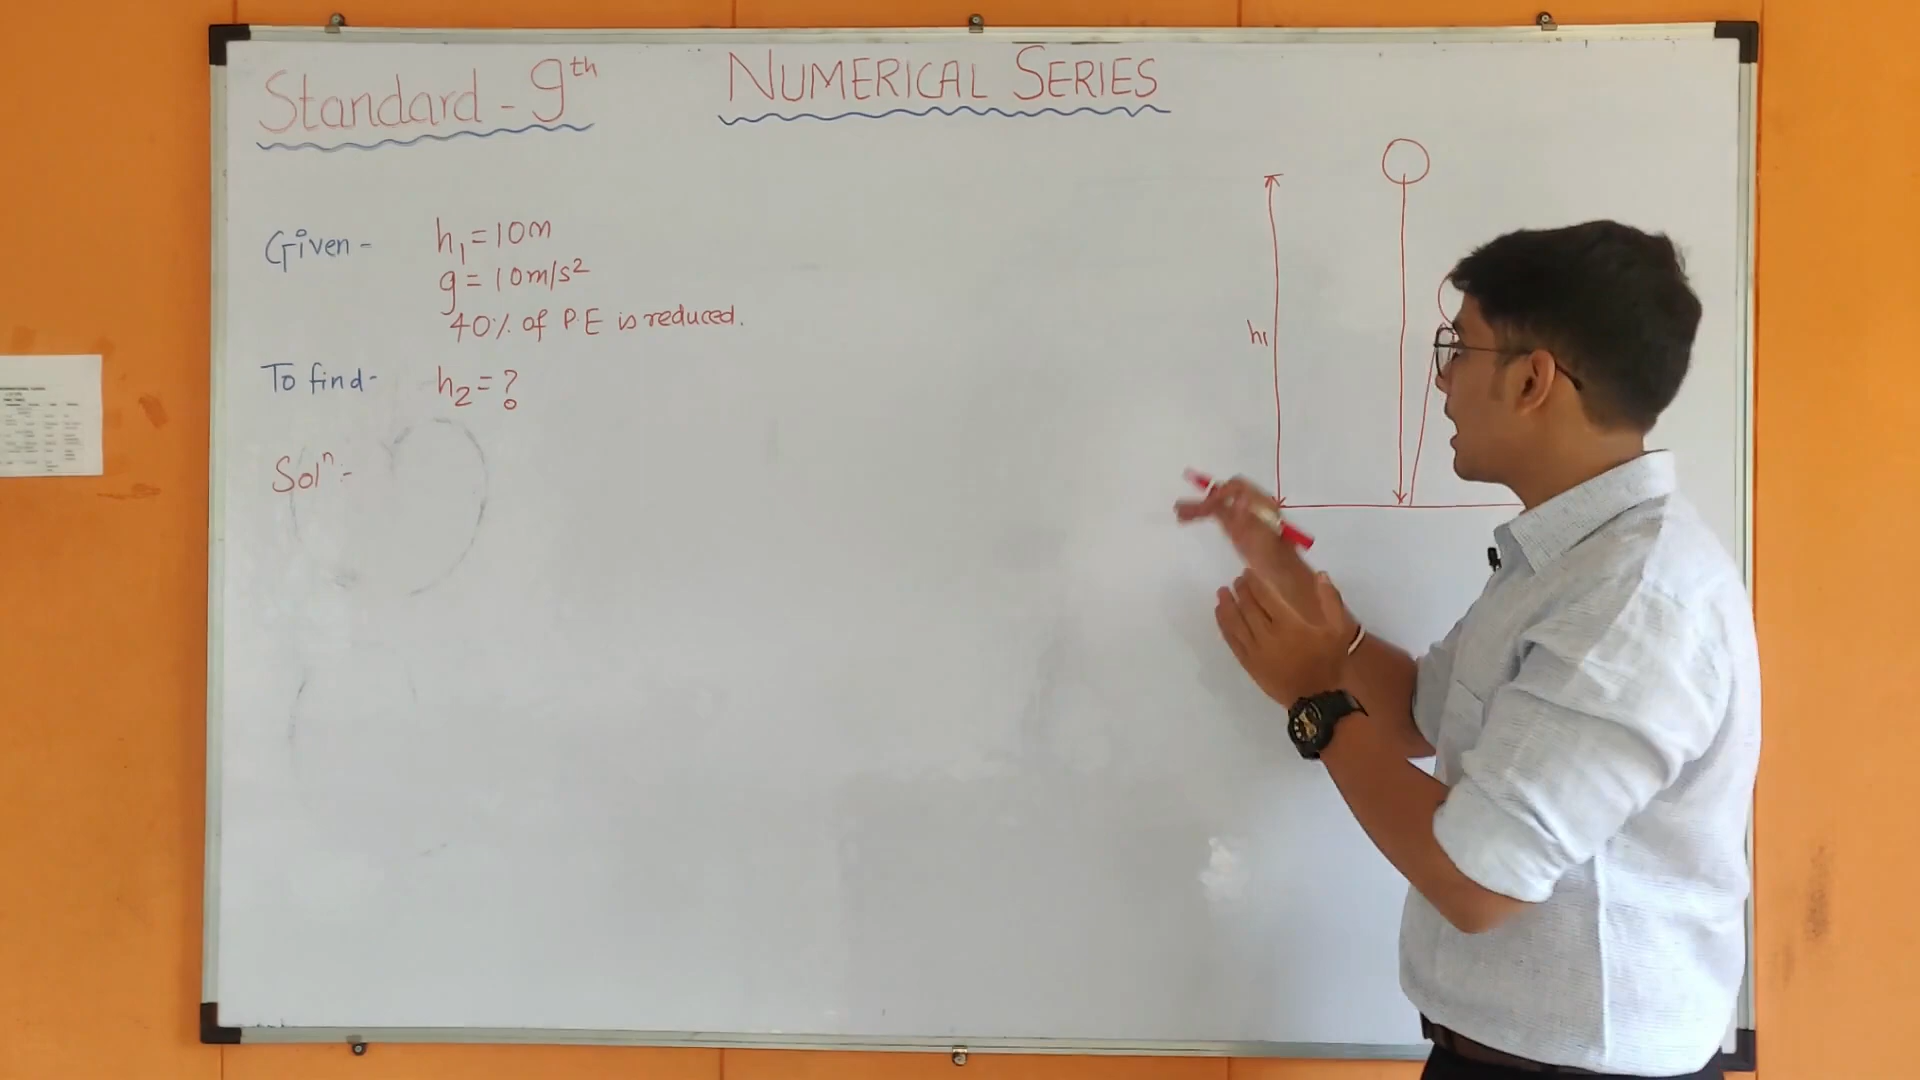 Standard - 9th
NUMERICAL SERIES
Given - h₁ = 10m
g = 10m/s²
40% of P.E is reduced.
To find - h₂ = ?
Solⁿ :-
h₁